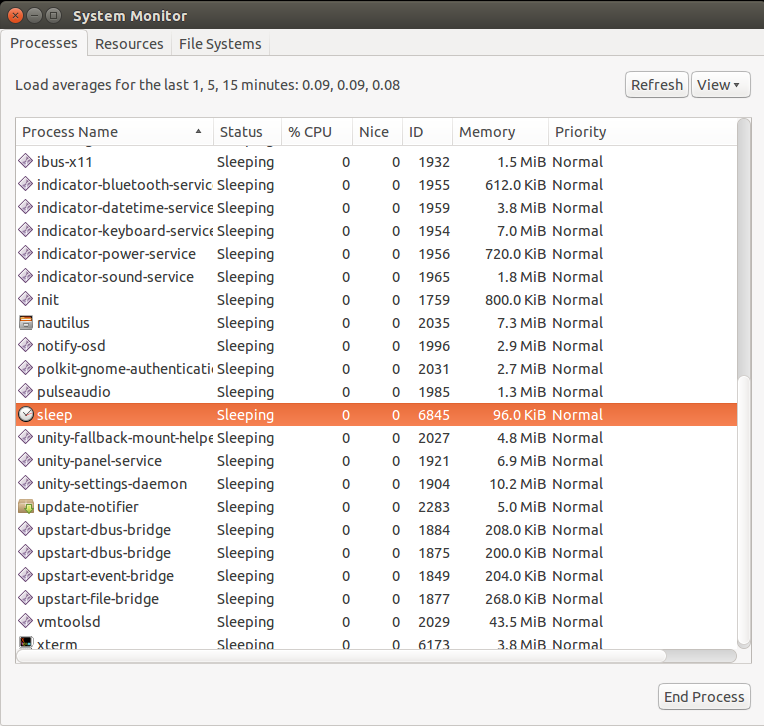 System Monitor
Processes Resources File Systems
Load averages for the last 1, 5, 15 minutes: 0.09, 0.09, 0.08 Refresh View
Process Name Status % CPU Nice ID Memory Priority
ibus-x11 Sleeping 0 0 1932 1.5 MiB Normal
indicator-bluetooth-servic Sleeping 0 0 1955 612.0 KiB Normal
indicator-datetime-service Sleeping 0 0 1959 3.8 MiB Normal
indicator-keyboard-service Sleeping 0 0 1954 7.0 MiB Normal
indicator-power-service Sleeping 0 0 1956 720.0 KiB Normal
indicator-sound-service Sleeping 0 0 1965 1.8 MiB Normal
init Sleeping 0 0 1759 800.0 KiB Normal
nautilus Sleeping 0 0 2035 7.3 MiB Normal
notify-osd Sleeping 0 0 1996 2.9 MiB Normal
polkit-gnome-authenticati Sleeping 0 0 2031 2.7 MiB Normal
pulseaudio Sleeping 0 0 1985 1.3 MiB Normal
sleep Sleeping 0 0 6845 96.0 KiB Normal
unity-fallback-mount-helpe Sleeping 0 0 2027 4.8 MiB Normal
unity-panel-service Sleeping 0 0 1921 6.9 MiB Normal
unity-settings-daemon Sleeping 0 0 1904 10.2 MiB Normal
update-notifier Sleeping 0 0 2283 5.0 MiB Normal
upstart-dbus-bridge Sleeping 0 0 1884 208.0 KiB Normal
upstart-dbus-bridge Sleeping 0 0 1875 200.0 KiB Normal
upstart-event-bridge Sleeping 0 0 1849 204.0 KiB Normal
upstart-file-bridge Sleeping 0 0 1877 268.0 KiB Normal
vmtoolsd Sleeping 0 0 2029 43.5 MiB Normal
xterm Sleeping 0 0 6173 3.8 MiB Normal
End Process